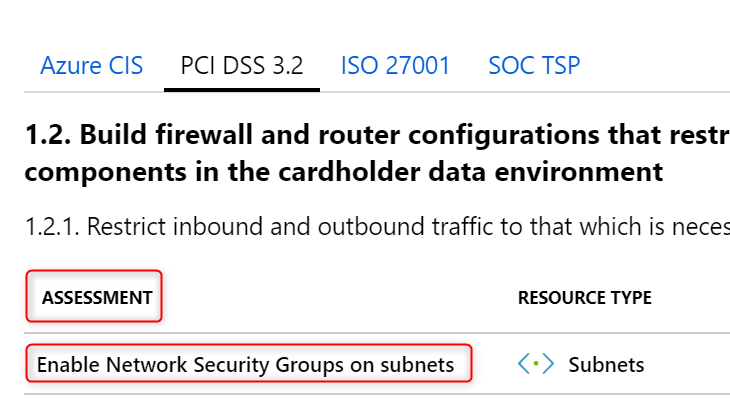 Azure CIS PCI DSS 3.2 ISO 27001 SOC TSP
1.2. Build firewall and router configurations that restr
components in the cardholder data environment
1.2.1. Restrict inbound and outbound traffic to that which is neces
ASSESSMENT RESOURCE TYPE
Enable Network Security Groups on subnets Subnets